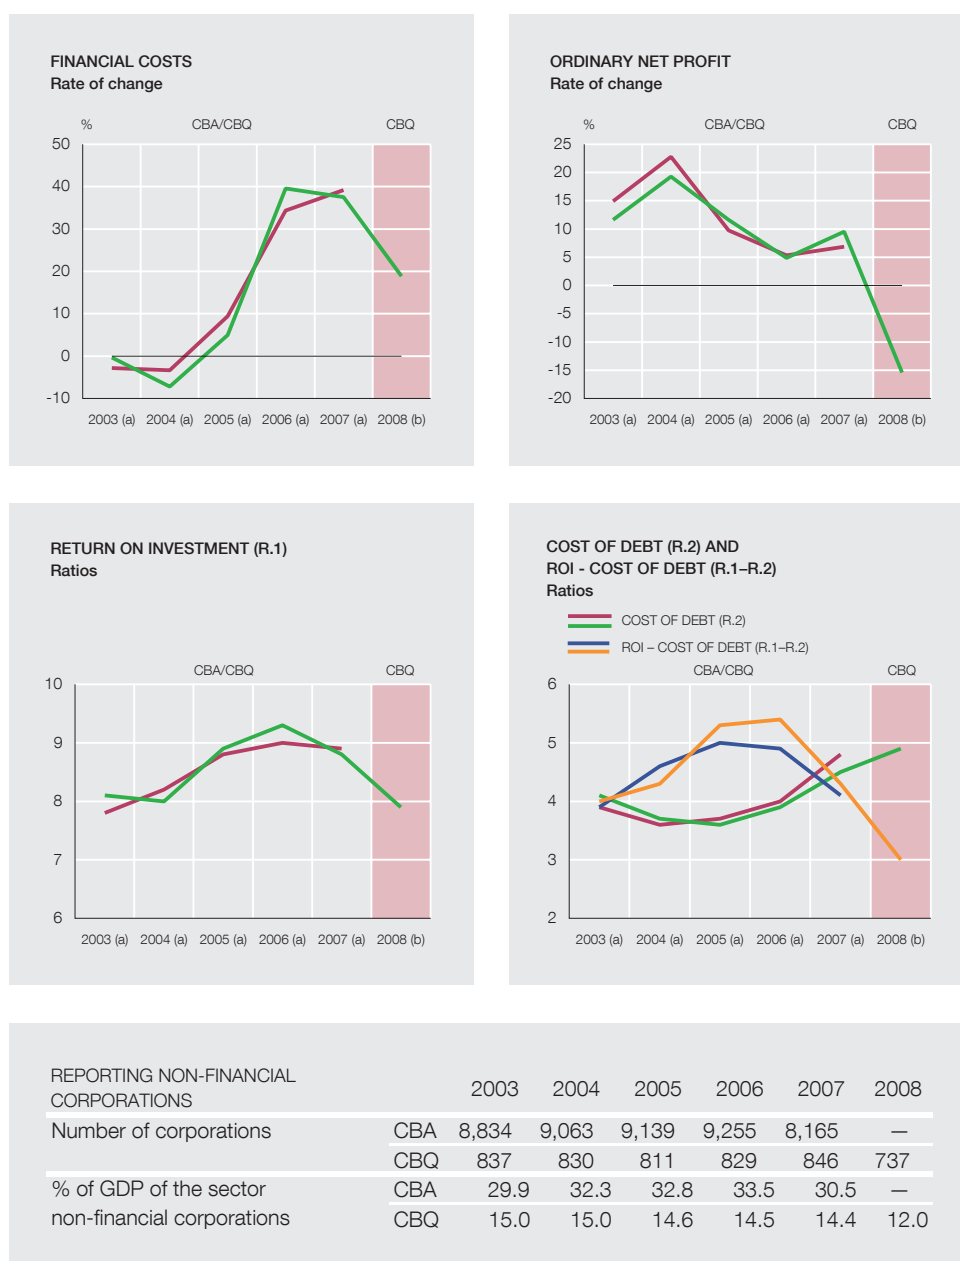 FINANCIAL COSTS
Rate of change
% CBA/CBQ CBQ
50
40
30
20
10
0
-10
2003 (a) 2004 (a) 2005 (a) 2006 (a) 2007 (a) 2008 (b)
ORDINARY NET PROFIT
Rate of change
% CBA/CBQ CBQ
25
20
15
10
5
0
-5
-10
-15
-20
2003 (a) 2004 (a) 2005 (a) 2006 (a) 2007 (a) 2008 (b)
RETURN ON INVESTMENT (R.1)
Ratios
CBA/CBQ CBQ
10
9
8
7
6
2003 (a) 2004 (a) 2005 (a) 2006 (a) 2007 (a) 2008 (b)
COST OF DEBT (R.2) AND
ROI - COST OF DEBT (R.1–R.2)
Ratios
COST OF DEBT (R.2)
ROI – COST OF DEBT (R.1–R.2)
CBA/CBQ CBQ
6
5
4
3
2
2003 (a) 2004 (a) 2005 (a) 2006 (a) 2007 (a) 2008 (b)
REPORTING NON-FINANCIAL
CORPORATIONS 2003 2004 2005 2006 2007 2008
Number of corporations CBA 8,834 9,063 9,139 9,255 8,165 —
CBQ 837 830 811 829 846 737
% of GDP of the sector CBA 29.9 32.3 32.8 33.5 30.5 —
non-financial corporations CBQ 15.0 15.0 14.6 14.5 14.4 12.0